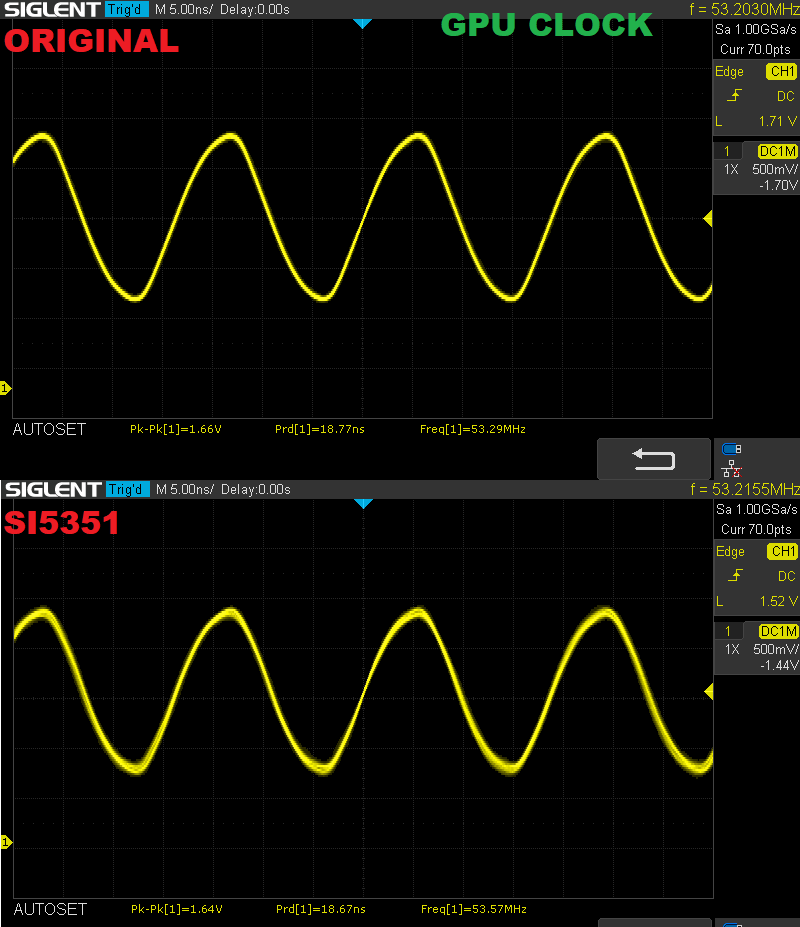 SIGLENT Trig'd M 5.00ns/ Delay:0.00s f = 53.2030MHz
ORIGINAL GPU CLOCK
Sa 1.00GSa/s
Curr 70.0pts
Edge CH1
DC
L 1.71 V
1 DC1M
1X 500mV/
-1.70V
1
AUTOSET Pk-Pk[1]=1.66V Prd[1]=18.77ns Freq[1]=53.29MHz
SIGLENT Trig'd M 5.00ns/ Delay:0.00s f = 53.2155MHz
SI5351
Sa 1.00GSa/s
Curr 70.0pts
Edge CH1
DC
L 1.52 V
1 DC1M
1X 500mV/
-1.44V
1
AUTOSET Pk-Pk[1]=1.64V Prd[1]=18.67ns Freq[1]=53.57MHz